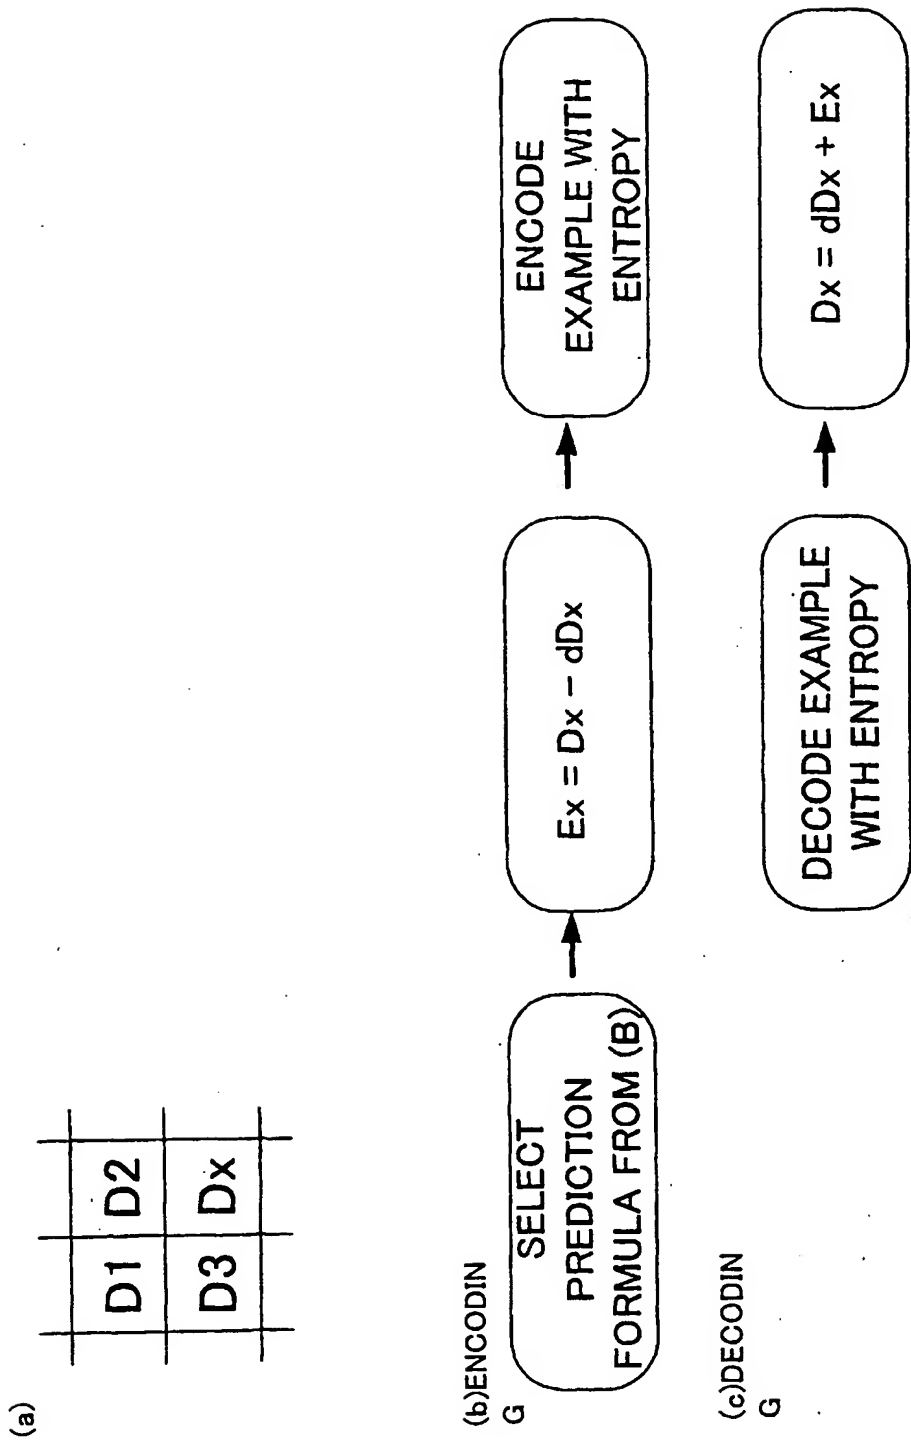 (a)
D1 D2
D3 Dx
(b)ENCODIN
G
SELECT
PREDICTION
FORMULA FROM (B)
Ex = Dx − dDx
ENCODE
EXAMPLE WITH
ENTROPY
(c)DECODIN
G
DECODE EXAMPLE
WITH ENTROPY
Dx = dDx + Ex